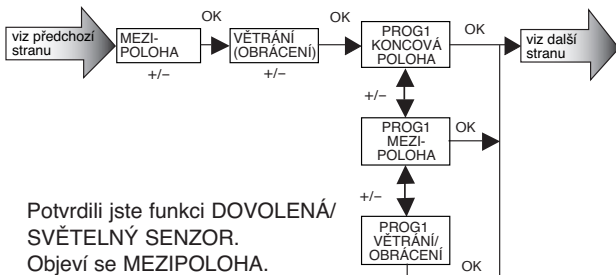 viz předchozí
stranu
MEZI-
POLOHA
+/−
OK
VĚTRÁNÍ
(OBRÁCENÍ)
+/−
OK
PROG1
KONCOVÁ
POLOHA
OK
viz další
stranu
+/−
PROG1
MEZI-
POLOHA
OK
+/−
PROG1
VĚTRÁNÍ/
OBRÁCENÍ
OK
Potvrdili jste funkci DOVOLENÁ/
SVĚTELNÝ SENZOR.
Objeví se MEZIPOLOHA.